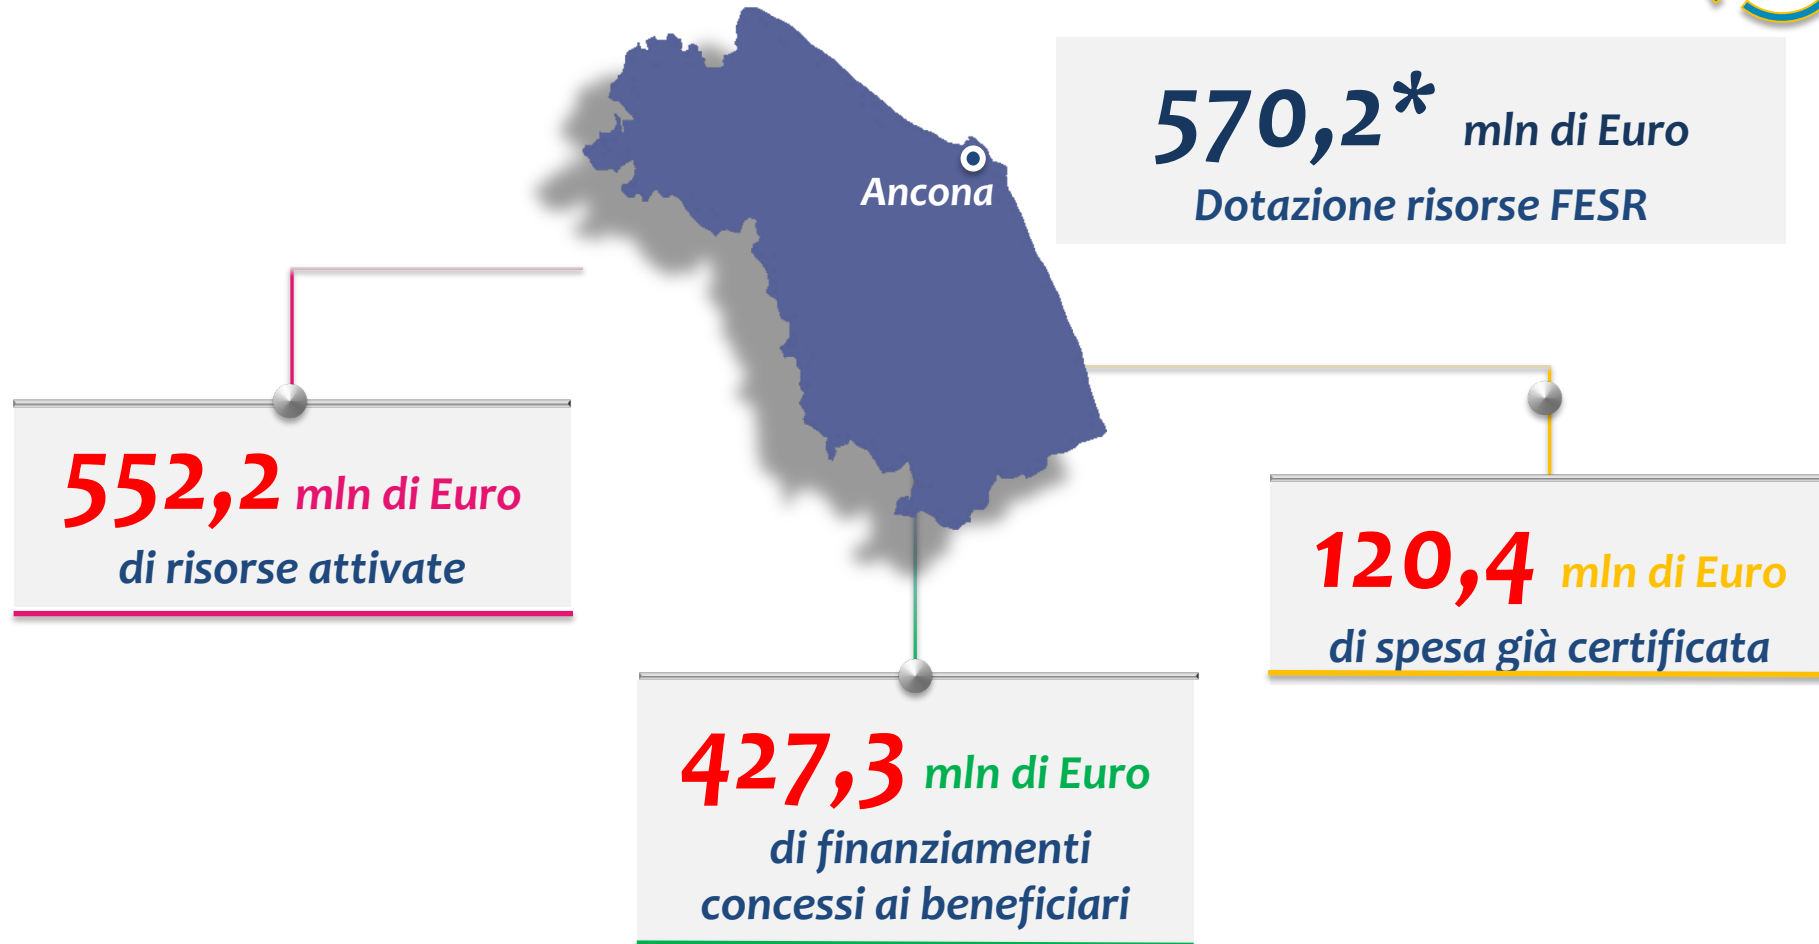 570,2* mln di Euro
Dotazione risorse FESR
Ancona
552,2 mln di Euro
di risorse attivate
120,4 mln di Euro
di spesa già certificata
427,3 mln di Euro
di finanziamenti
concessi ai beneficiari